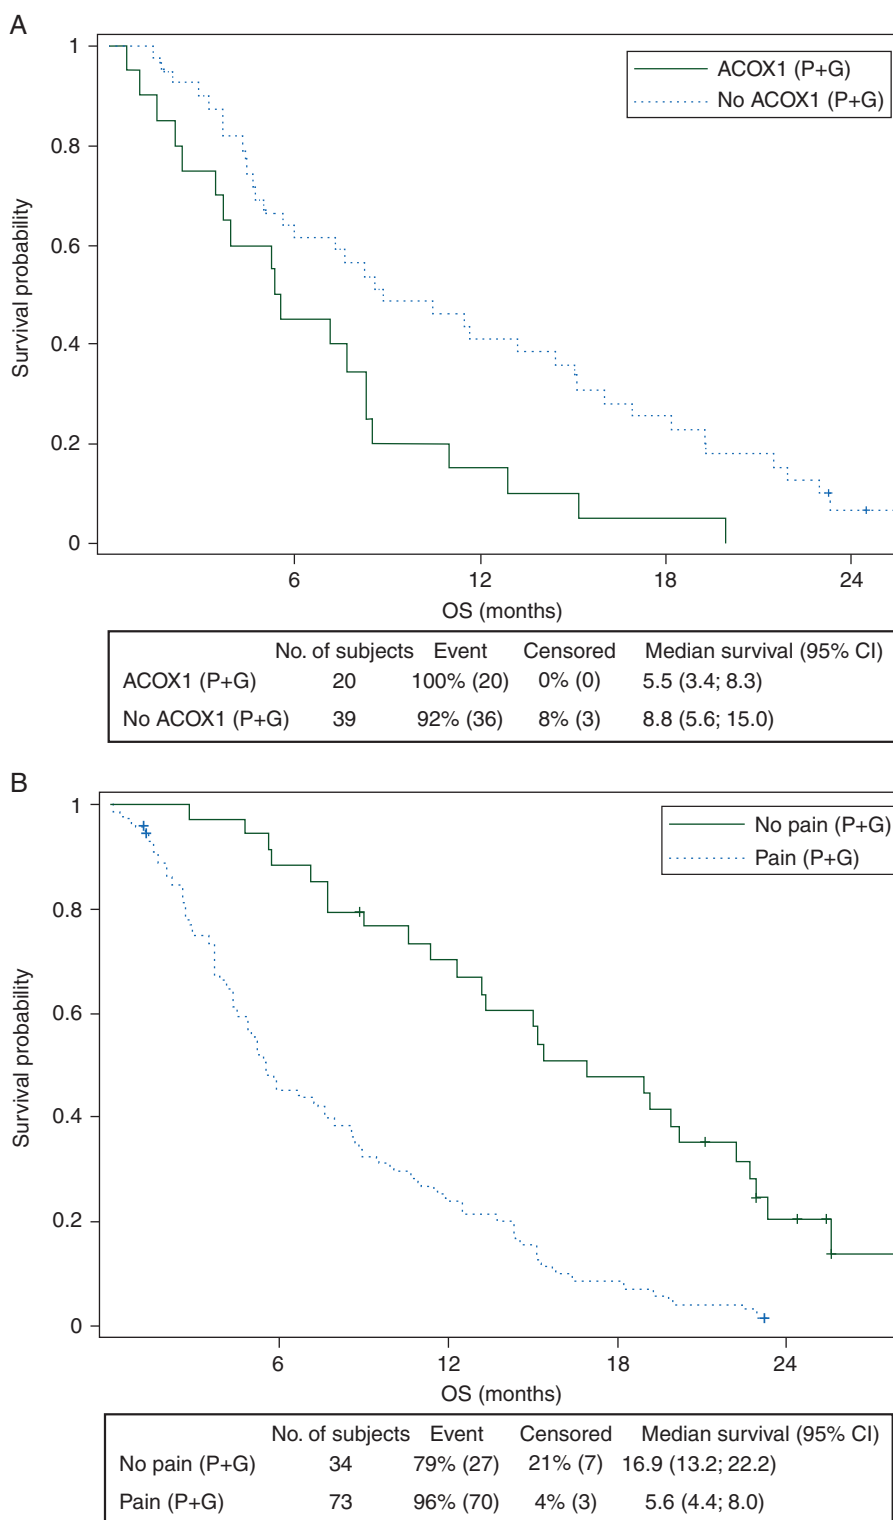 A
1
0.8
0.6
0.4
0.2
0
Survival probability
ACOX1 (P+G)
No ACOX1 (P+G)
6 12 18 24
OS (months)
No. of subjects Event Censored Median survival (95% CI)
ACOX1 (P+G) 20 100% (20) 0% (0) 5.5 (3.4; 8.3)
No ACOX1 (P+G) 39 92% (36) 8% (3) 8.8 (5.6; 15.0)
B
1
0.8
0.6
0.4
0.2
0
Survival probability
No pain (P+G)
Pain (P+G)
6 12 18 24
OS (months)
No. of subjects Event Censored Median survival (95% CI)
No pain (P+G) 34 79% (27) 21% (7) 16.9 (13.2; 22.2)
Pain (P+G) 73 96% (70) 4% (3) 5.6 (4.4; 8.0)